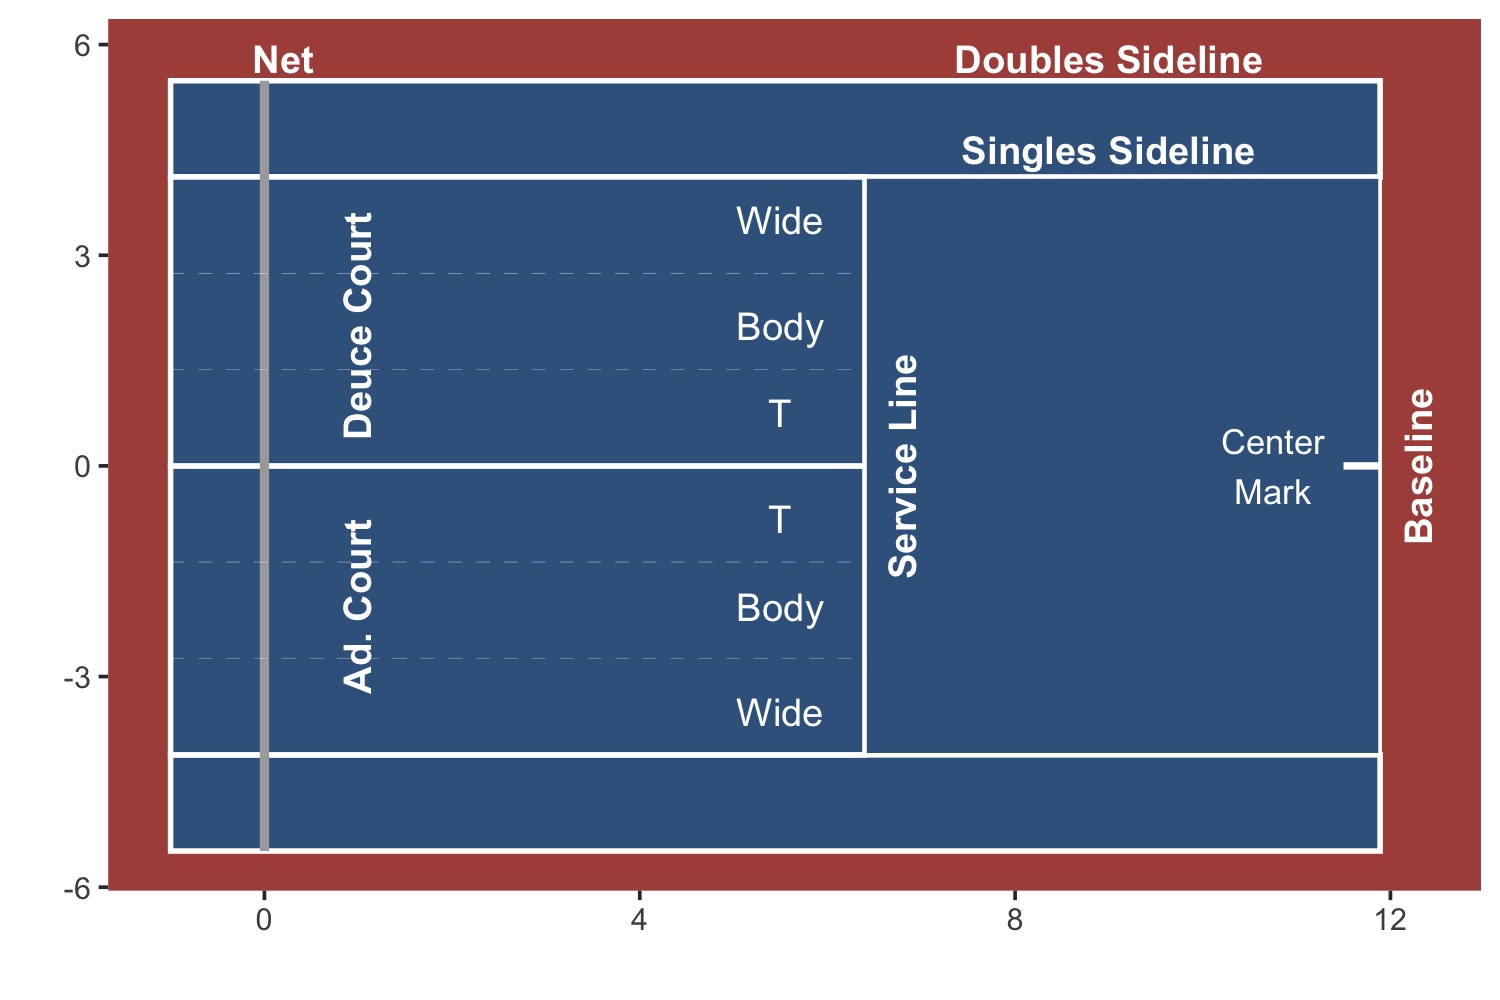 Net
Doubles Sideline
Singles Sideline
Deuce Court
Wide
Body
T
Ad. Court
T
Body
Wide
Service Line
Center
Mark
Baseline
6
3
0
-3
-6
0
4
8
12